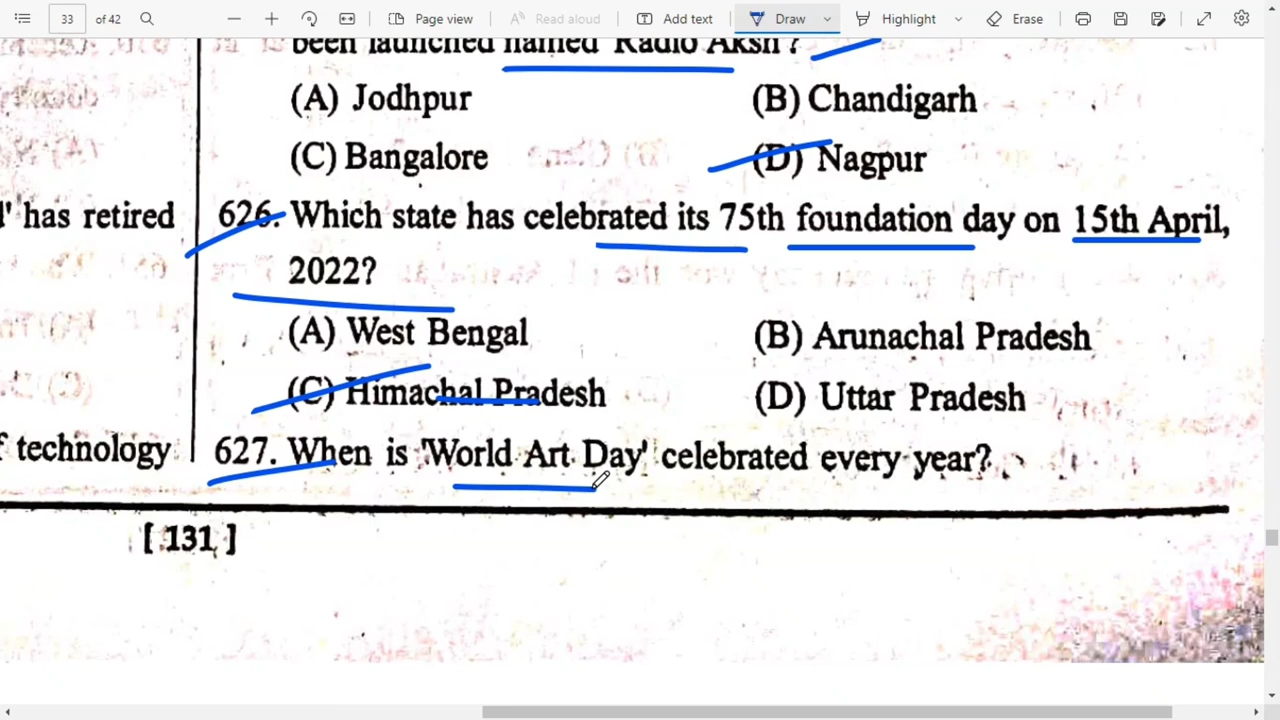 33
of 42
Page view
Read aloud
Add text
Draw
Highlight
Erase
been launched named 'Radio Aksh'?
(A) Jodhpur
(B) Chandigarh
(C) Bangalore
(D) Nagpur
' has retired
626. Which state has celebrated its 75th foundation day on 15th April,
2022?
(A) West Bengal
(B) Arunachal Pradesh
(C) Himachal Pradesh
(D) Uttar Pradesh
technology
627. When is 'World Art Day' celebrated every year?
[ 131 ]